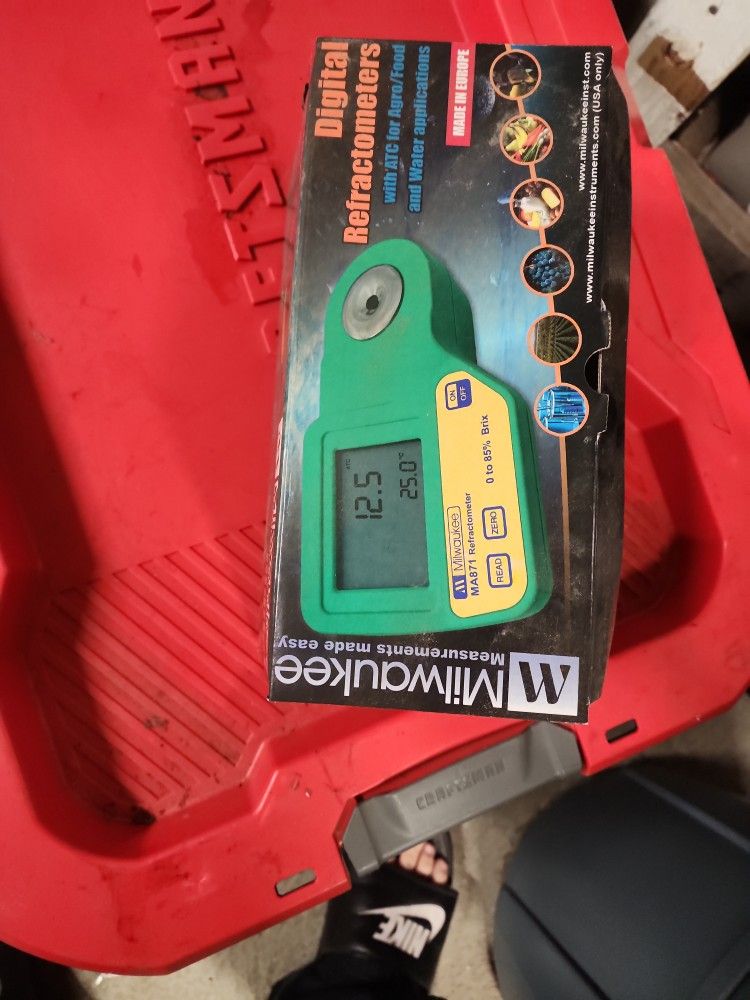 Digital
Refractometers
with ATC for Agro/Food
and Water applications
MADE IN EUROPE
www.milwaukeeinst.com
www.milwaukeeinstruments.com (USA only)
ATC
12.5
25.0°C
ON
OFF
Milwaukee
MA871 Refractometer
0 to 85% Brix
READ
ZERO
Milwaukee
Measurements made easy
CRAFTSMAN
NIKE